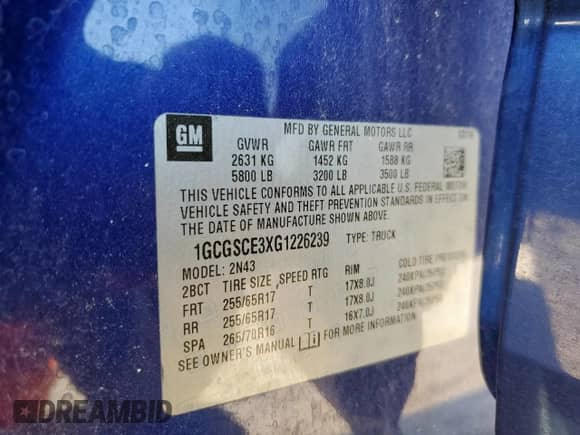 GM
MFD BY GENERAL MOTORS LLC
GVWR GAWR FRT GAWR RR
2631 KG 1452 KG 1588 KG
5800 LB 3200 LB 3500 LB
THIS VEHICLE CONFORMS TO ALL APPLICABLE U.S. FEDERAL MOTOR
VEHICLE SAFETY AND THEFT PREVENTION STANDARDS IN EFFECT ON
THE DATE OF MANUFACTURE SHOWN ABOVE.
1GCGSCE3XG1226239 TYPE: TRUCK
MODEL: 2N43
2BCT TIRE SIZE SPEED RTG RIM
FRT 255/65R17 T 17X8.0J
RR 255/65R17 T 17X8.0J
SPA 265/70R16 T 16X7.0J
SEE OWNER'S MANUAL FOR MORE INFORMATION.
DREAMBID